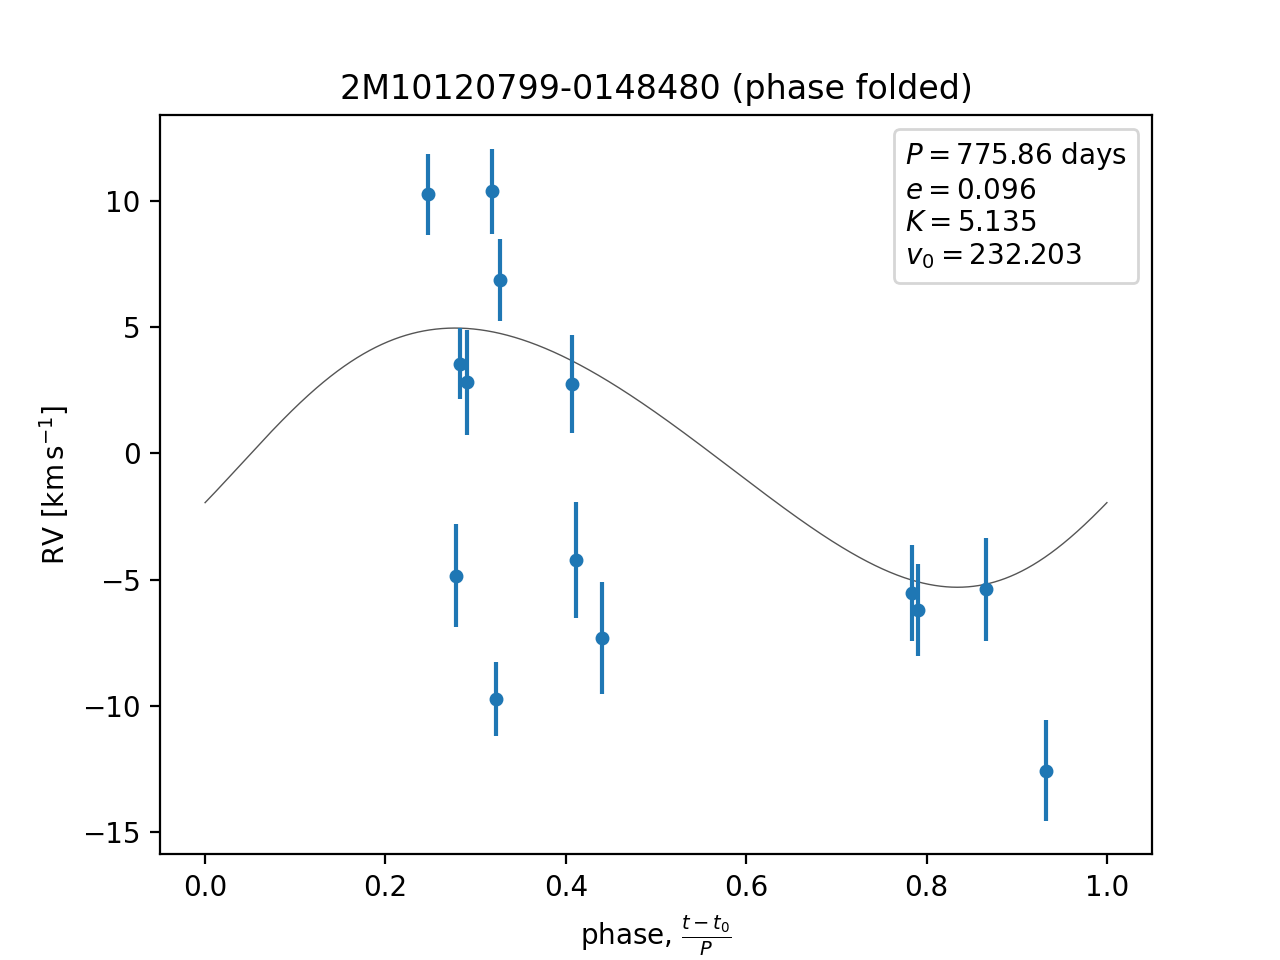 2M10120799-0148480 (phase folded)
P = 775.86 days
e = 0.096
K = 5.135
v₀ = 232.203
RV [km s⁻¹]
10
5
0
−5
−10
−15
0.0 0.2 0.4 0.6 0.8 1.0
phase, (t − t₀)/P